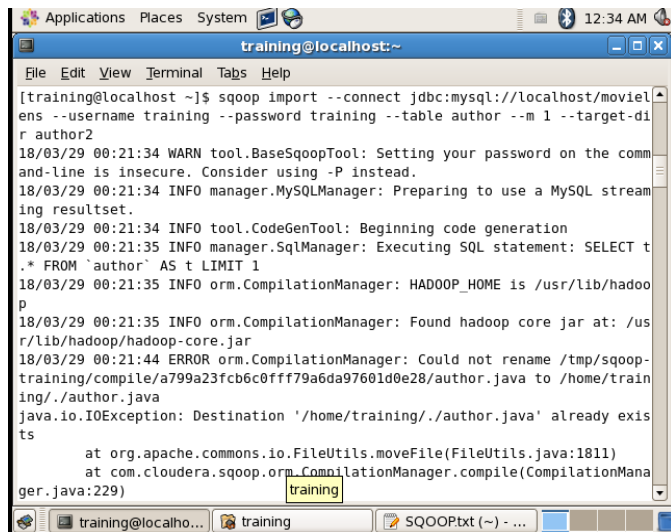 Applications Places System 12:34 AM
training@localhost:~
File Edit View Terminal Tabs Help
[training@localhost ~]$ sqoop import --connect jdbc:mysql://localhost/moviel
ens --username training --password training --table author --m 1 --target-di
r author2
18/03/29 00:21:34 WARN tool.BaseSqoopTool: Setting your password on the comm
and-line is insecure. Consider using -P instead.
18/03/29 00:21:34 INFO manager.MySQLManager: Preparing to use a MySQL stream
ing resultset.
18/03/29 00:21:34 INFO tool.CodeGenTool: Beginning code generation
18/03/29 00:21:35 INFO manager.SqlManager: Executing SQL statement: SELECT t
.* FROM `author` AS t LIMIT 1
18/03/29 00:21:35 INFO orm.CompilationManager: HADOOP_HOME is /usr/lib/hadoo
p
18/03/29 00:21:35 INFO orm.CompilationManager: Found hadoop core jar at: /us
r/lib/hadoop/hadoop-core.jar
18/03/29 00:21:44 ERROR orm.CompilationManager: Could not rename /tmp/sqoop-
training/compile/a799a23fcb6c0fff79a6da97601d0e28/author.java to /home/train
ing/./author.java
java.io.IOException: Destination '/home/training/./author.java' already exis
ts
at org.apache.commons.io.FileUtils.moveFile(FileUtils.java:1811)
at com.cloudera.sqoop.orm.CompilationManager.compile(CompilationMana
ger.java:229)
training
training@localho... training SQOOP.txt (~) - ...